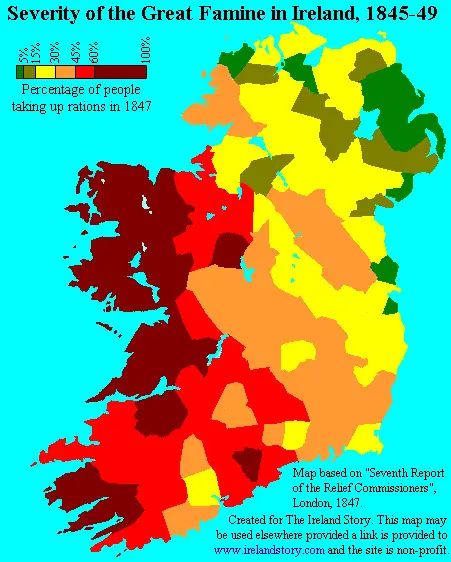 Severity of the Great Famine in Ireland, 1845-49
5% 15% 30% 45% 60% 100%
Percentage of people
taking up rations in 1847
Map based on "Seventh Report
of the Relief Commissioners",
London, 1847.
Created for The Ireland Story. This map may
be used elsewhere provided a link is provided to
www.irelandstory.com and the site is non-profit.